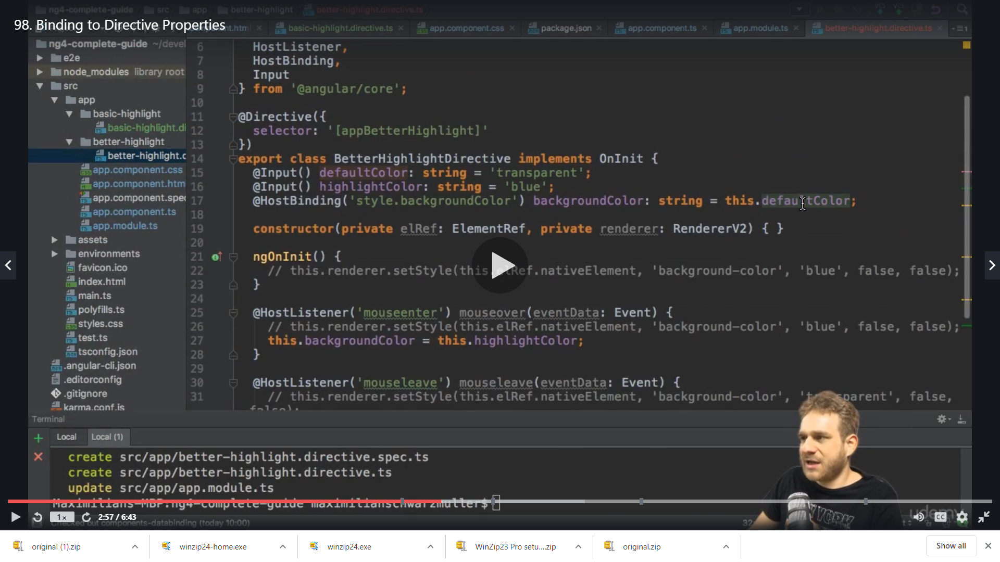 ng4-complete-guide src app better-highlight better-highlight.directive.ts
98. Binding to Directive Properties
basic-highlight.directive.ts app.component.css package.json app.component.ts app.module.ts better-highlight.directive.ts
ng4-complete-guide ~/devel
e2e
node_modules library root
src
app
basic-highlight
basic-highlight.di
better-highlight
better-highlight.c
app.component.css
app.component.htm
app.component.spec
app.component.ts
app.module.ts
assets
environments
favicon.ico
index.html
main.ts
polyfills.ts
styles.css
test.ts
tsconfig.json
.angular-cli.json
.editorconfig
.gitignore
karma.conf.js
6 HostListener,
7 HostBinding,
8 Input
9 } from '@angular/core';
10
11 @Directive({
12 selector: '[appBetterHighlight]'
13 })
14 export class BetterHighlightDirective implements OnInit {
15 @Input() defaultColor: string = 'transparent';
16 @Input() highlightColor: string = 'blue';
17 @HostBinding('style.backgroundColor') backgroundColor: string = this.defaultColor;
18
19 constructor(private elRef: ElementRef, private renderer: RendererV2) { }
20
21 ngOnInit() {
22 // this.renderer.setStyle(this.elRef.nativeElement, 'background-color', 'blue', false, false);
23 }
24
25 @HostListener('mouseenter') mouseover(eventData: Event) {
26 // this.renderer.setStyle(this.elRef.nativeElement, 'background-color', 'blue', false, false);
27 this.backgroundColor = this.highlightColor;
28 }
29
30 @HostListener('mouseleave') mouseleave(eventData: Event) {
31 // this.renderer.setStyle(this.elRef.nativeElement, 'background-color', 'transparent', false,
false);
Terminal
Local Local (1)
create src/app/better-highlight.directive.spec.ts
create src/app/better-highlight.directive.ts
update src/app/app.module.ts
Maximilians-MBP:ng4-complete-guide maximilianschwarzmuller$
1x 2:57 / 6:43
Checked out components-databinding (today 10:00)
udemy
YORK
CC
original (1).zip winzip24-home.exe winzip24.exe WinZip23 Pro setu....zip original.zip Show all